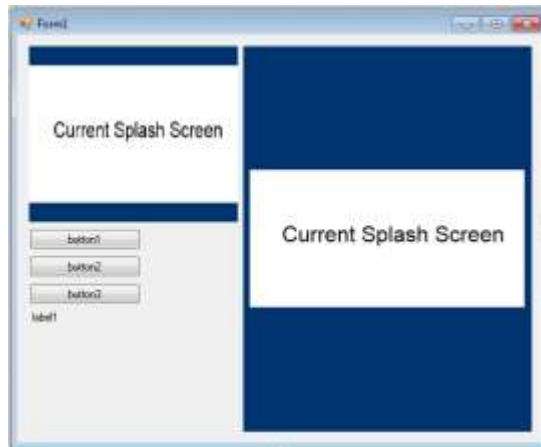 Form1
Current Splash Screen
button1
button2
button3
label1
Current Splash Screen